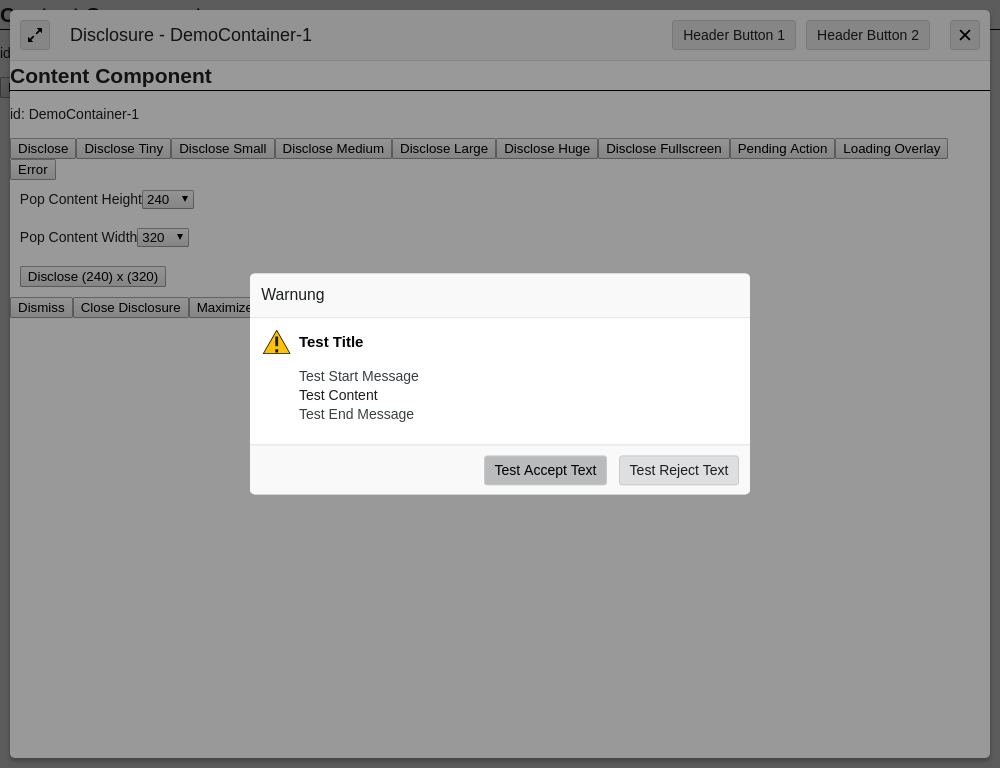 Disclosure - DemoContainer-1
Header Button 1
Header Button 2
Content Component
id: DemoContainer-1
Disclose Disclose Tiny Disclose Small Disclose Medium Disclose Large Disclose Huge Disclose Fullscreen Pending Action Loading Overlay
Error
Pop Content Height 240
Pop Content Width 320
Disclose (240) x (320)
Dismiss Close Disclosure Maximize
Warnung
Test Title
Test Start Message
Test Content
Test End Message
Test Accept Text Test Reject Text